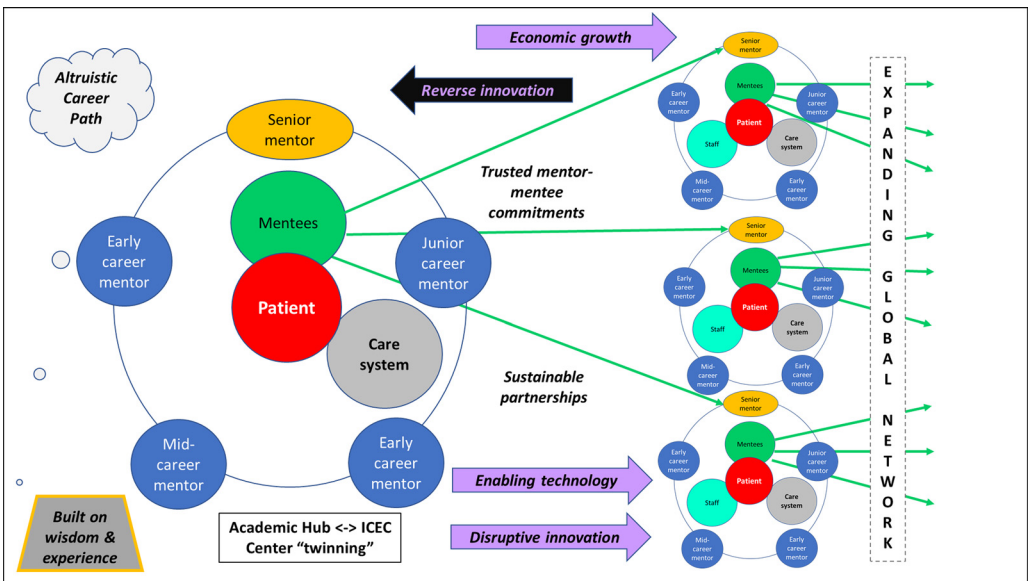 Altruistic
Career
Path
Economic growth
Reverse innovation
Senior
mentor
Mentees
Early
career
mentor
Junior
career
mentor
Patient
Care
system
Mid-
career
mentor
Early
career
mentor
Built on
wisdom &
experience
Academic Hub <-> ICEC
Center “twinning”
Trusted mentor-
mentee
commitments
Sustainable
partnerships
Enabling technology
Disruptive innovation
Senior
mentor
Mentees
Early
career
mentor
Junior
career
mentor
Patient
Staff
Care
system
Mid-
career
mentor
Early
career
mentor
Senior
mentor
Mentees
Early
career
mentor
Junior
career
mentor
Patient
Staff
Care
system
Mid-
career
mentor
Early
career
mentor
Senior
mentor
Mentees
Early
career
mentor
Junior
career
mentor
Patient
Staff
Care
system
Mid-
career
mentor
Early
career
mentor
EXPANDING GLOBAL NETWORK